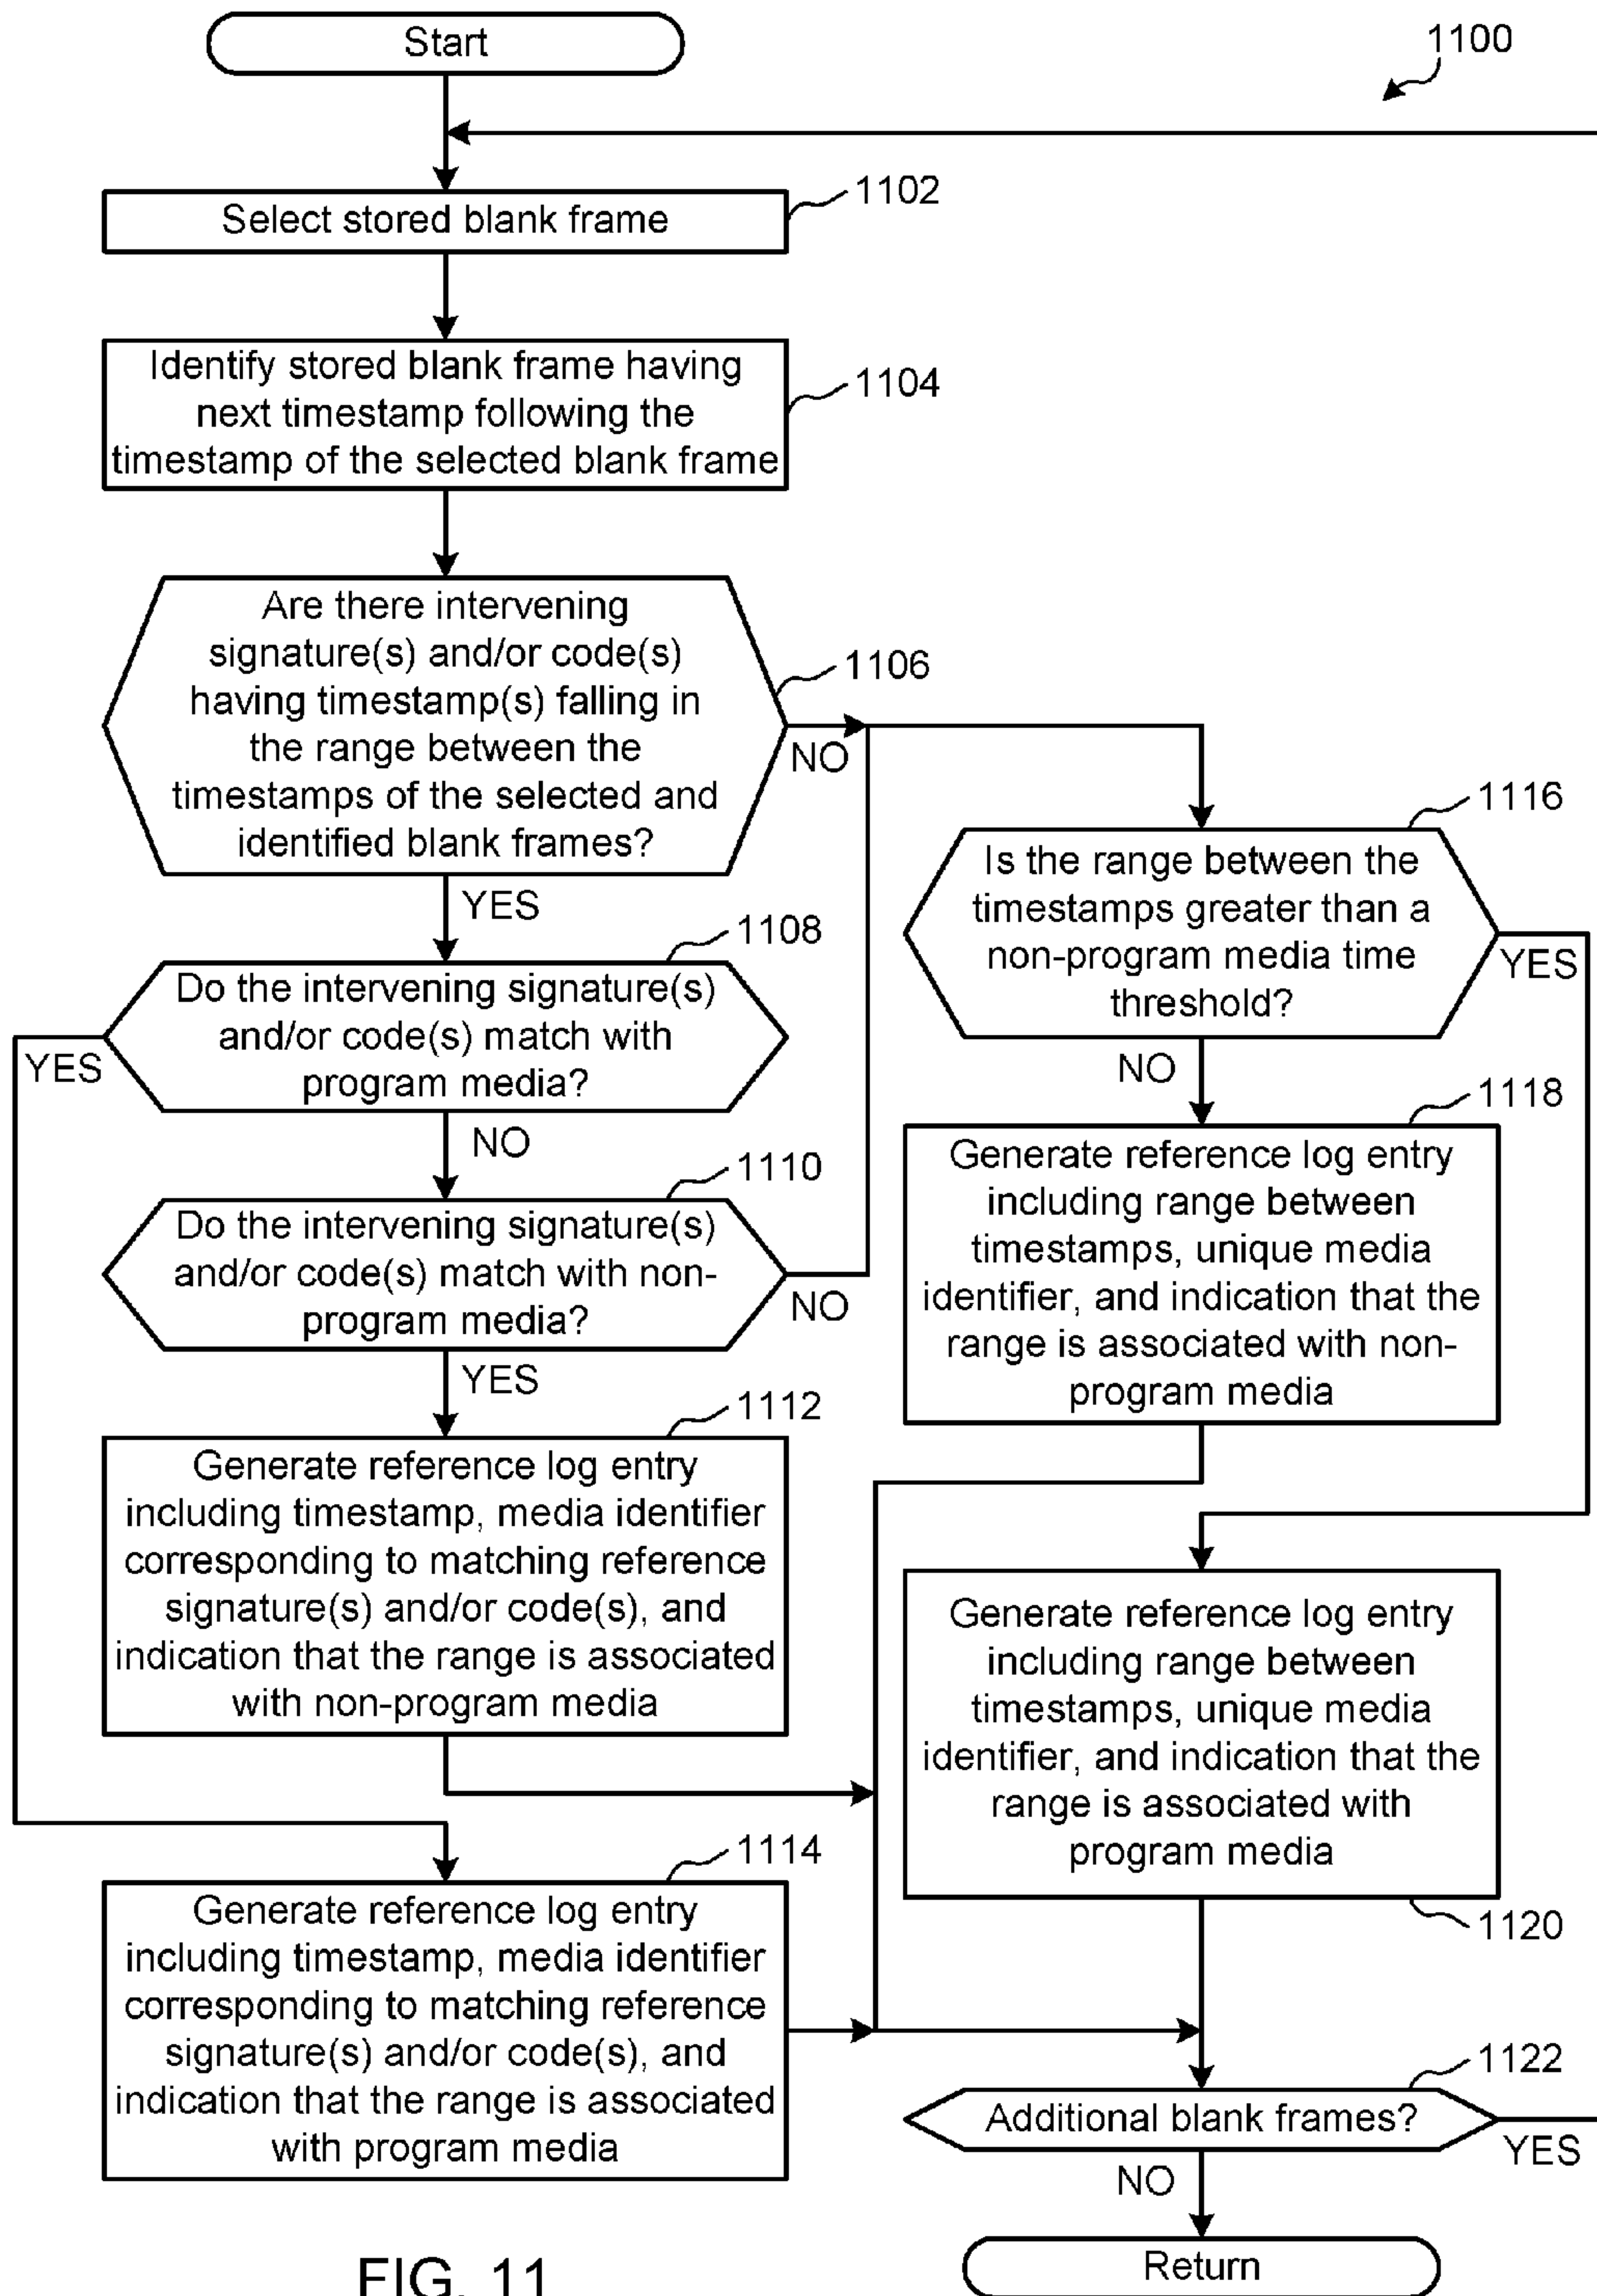 Start
1100
Select stored blank frame
1102
Identify stored blank frame having
next timestamp following the
timestamp of the selected blank frame
1104
Are there intervening
signature(s) and/or code(s)
having timestamp(s) falling in
the range between the
timestamps of the selected and
identified blank frames?
1106
NO
YES
1108
Do the intervening signature(s)
and/or code(s) match with
program media?
YES
NO
1110
Do the intervening signature(s)
and/or code(s) match with non-
program media?
NO
YES
1112
Generate reference log entry
including timestamp, media identifier
corresponding to matching reference
signature(s) and/or code(s), and
indication that the range is associated
with non-program media
1114
Generate reference log entry
including timestamp, media identifier
corresponding to matching reference
signature(s) and/or code(s), and
indication that the range is associated
with program media
1116
Is the range between the
timestamps greater than a
non-program media time
threshold?
YES
NO
1118
Generate reference log entry
including range between
timestamps, unique media
identifier, and indication that the
range is associated with non-
program media
Generate reference log entry
including range between
timestamps, unique media
identifier, and indication that the
range is associated with
program media
1120
1122
Additional blank frames?
YES
NO
Return
FIG. 11